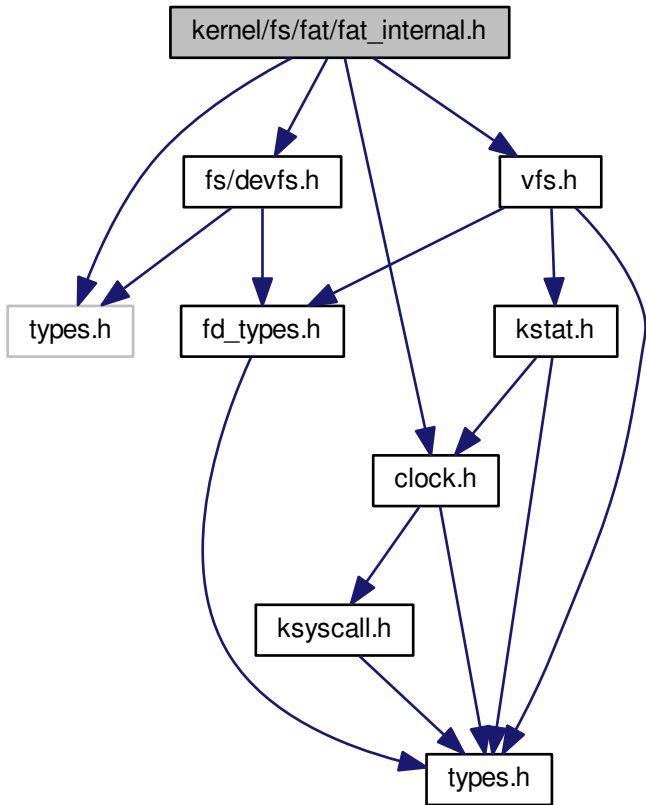 kernel/fs/fat/fat_internal.h
fs/devfs.h
vfs.h
types.h
fd_types.h
kstat.h
clock.h
ksyscall.h
types.h